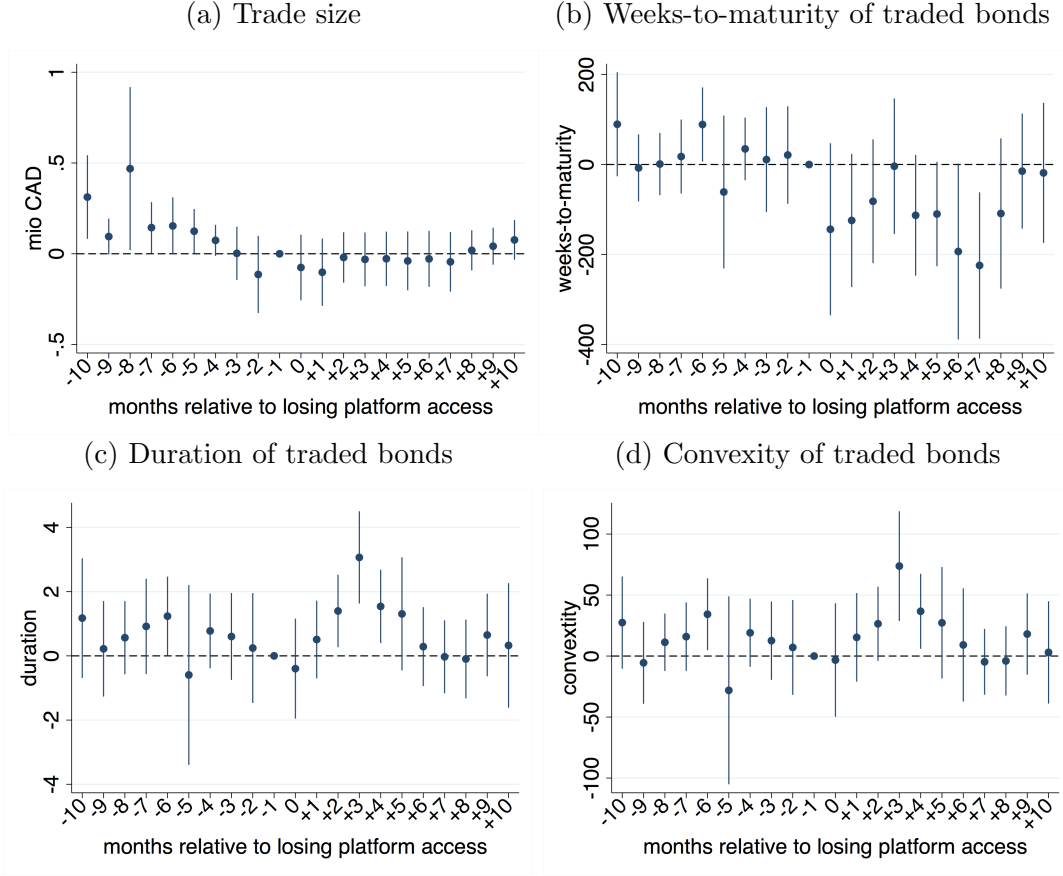 (a) Trade size
mio CAD
1
.5
0
-.5
-10 -9 -8 -7 -6 -5 -4 -3 -2 -1 0 +1 +2 +3 +4 +5 +6 +7 +8 +9 +10
months relative to losing platform access
(b) Weeks-to-maturity of traded bonds
weeks-to-maturity
200
0
-200
-400
-10 -9 -8 -7 -6 -5 -4 -3 -2 -1 0 +1 +2 +3 +4 +5 +6 +7 +8 +9 +10
months relative to losing platform access
(c) Duration of traded bonds
duration
4
2
0
-2
-4
-10 -9 -8 -7 -6 -5 -4 -3 -2 -1 0 +1 +2 +3 +4 +5 +6 +7 +8 +9 +10
months relative to losing platform access
(d) Convexity of traded bonds
convextity
100
50
0
-50
-100
-10 -9 -8 -7 -6 -5 -4 -3 -2 -1 0 +1 +2 +3 +4 +5 +6 +7 +8 +9 +10
months relative to losing platform access